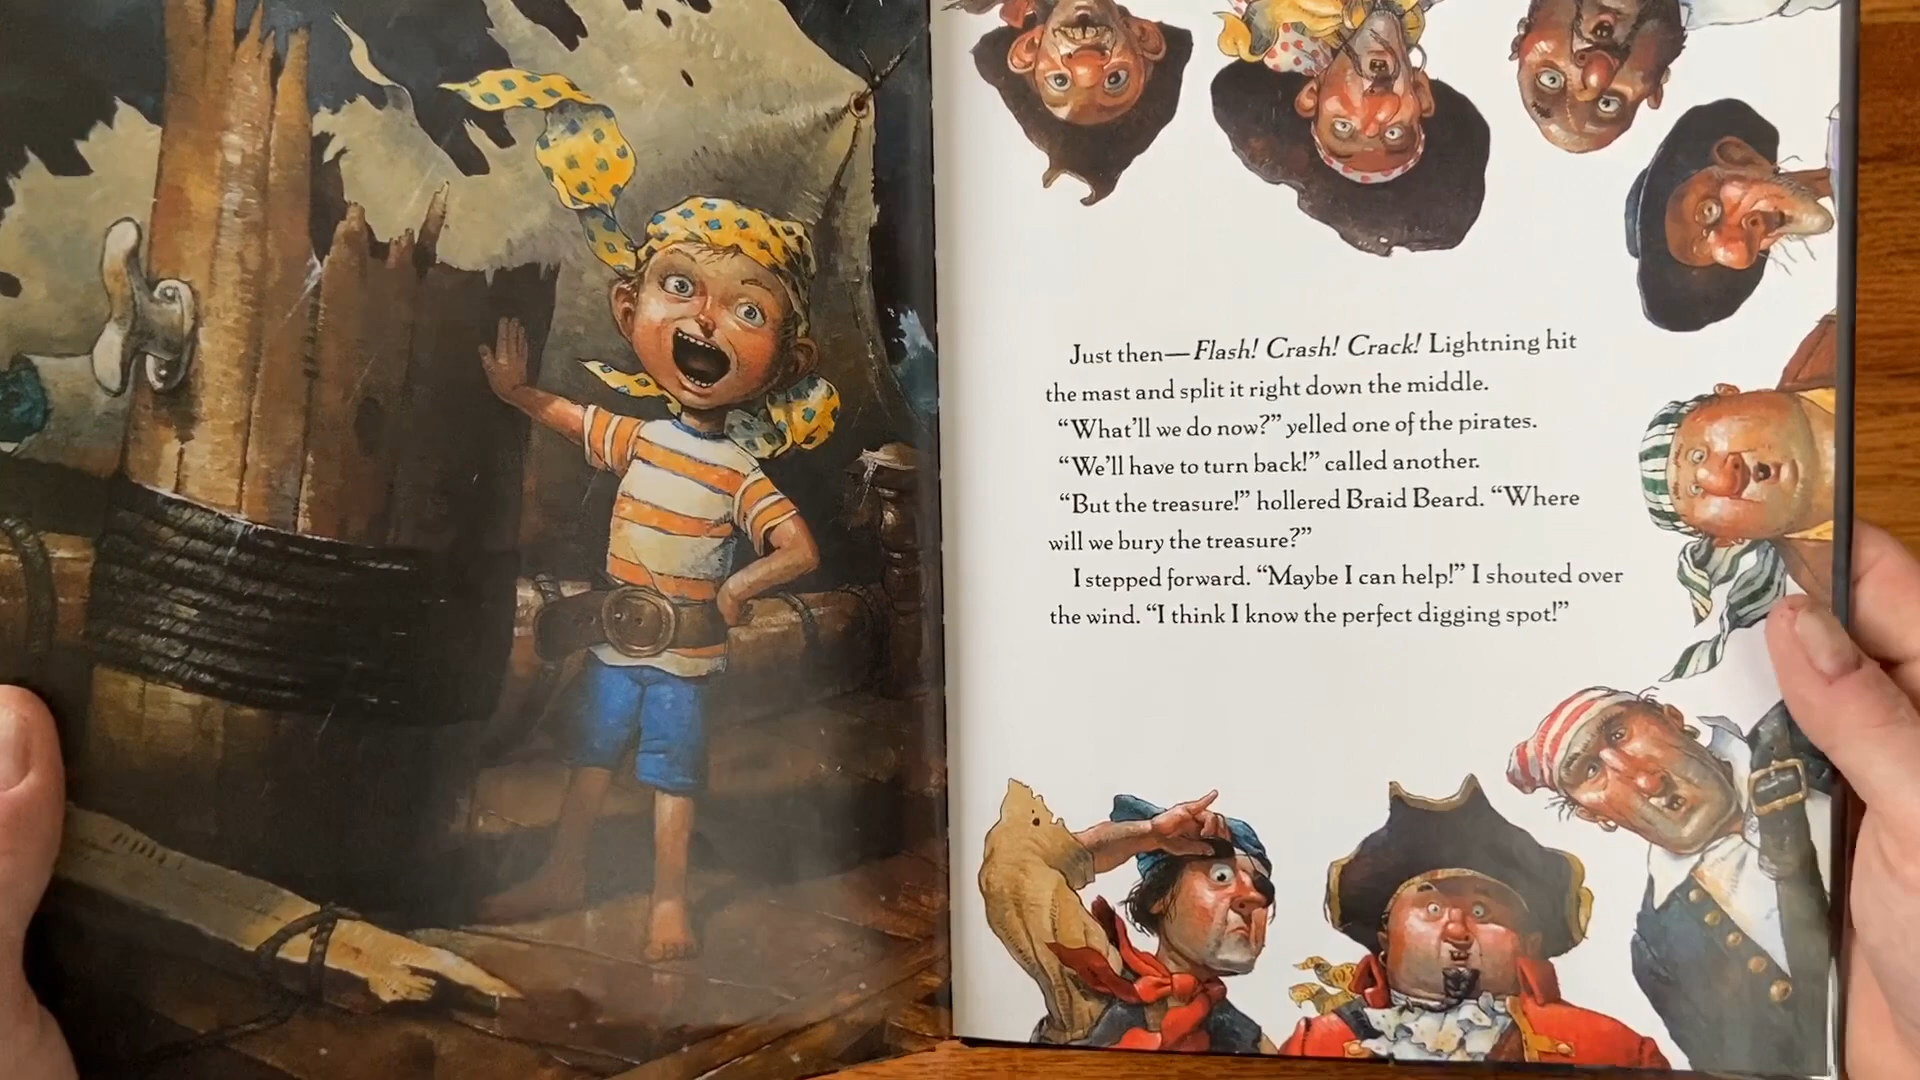 Just then—Flash! Crash! Crack! Lightning hit
the mast and split it right down the middle.
“What’ll we do now?” yelled one of the pirates.
“We’ll have to turn back!” called another.
“But the treasure!” hollered Braid Beard. “Where
will we bury the treasure?”
I stepped forward. “Maybe I can help!” I shouted over
the wind. “I think I know the perfect digging spot!”